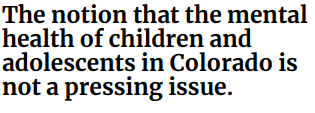 The notion that the mental
health of children and
adolescents in Colorado is
not a pressing issue.